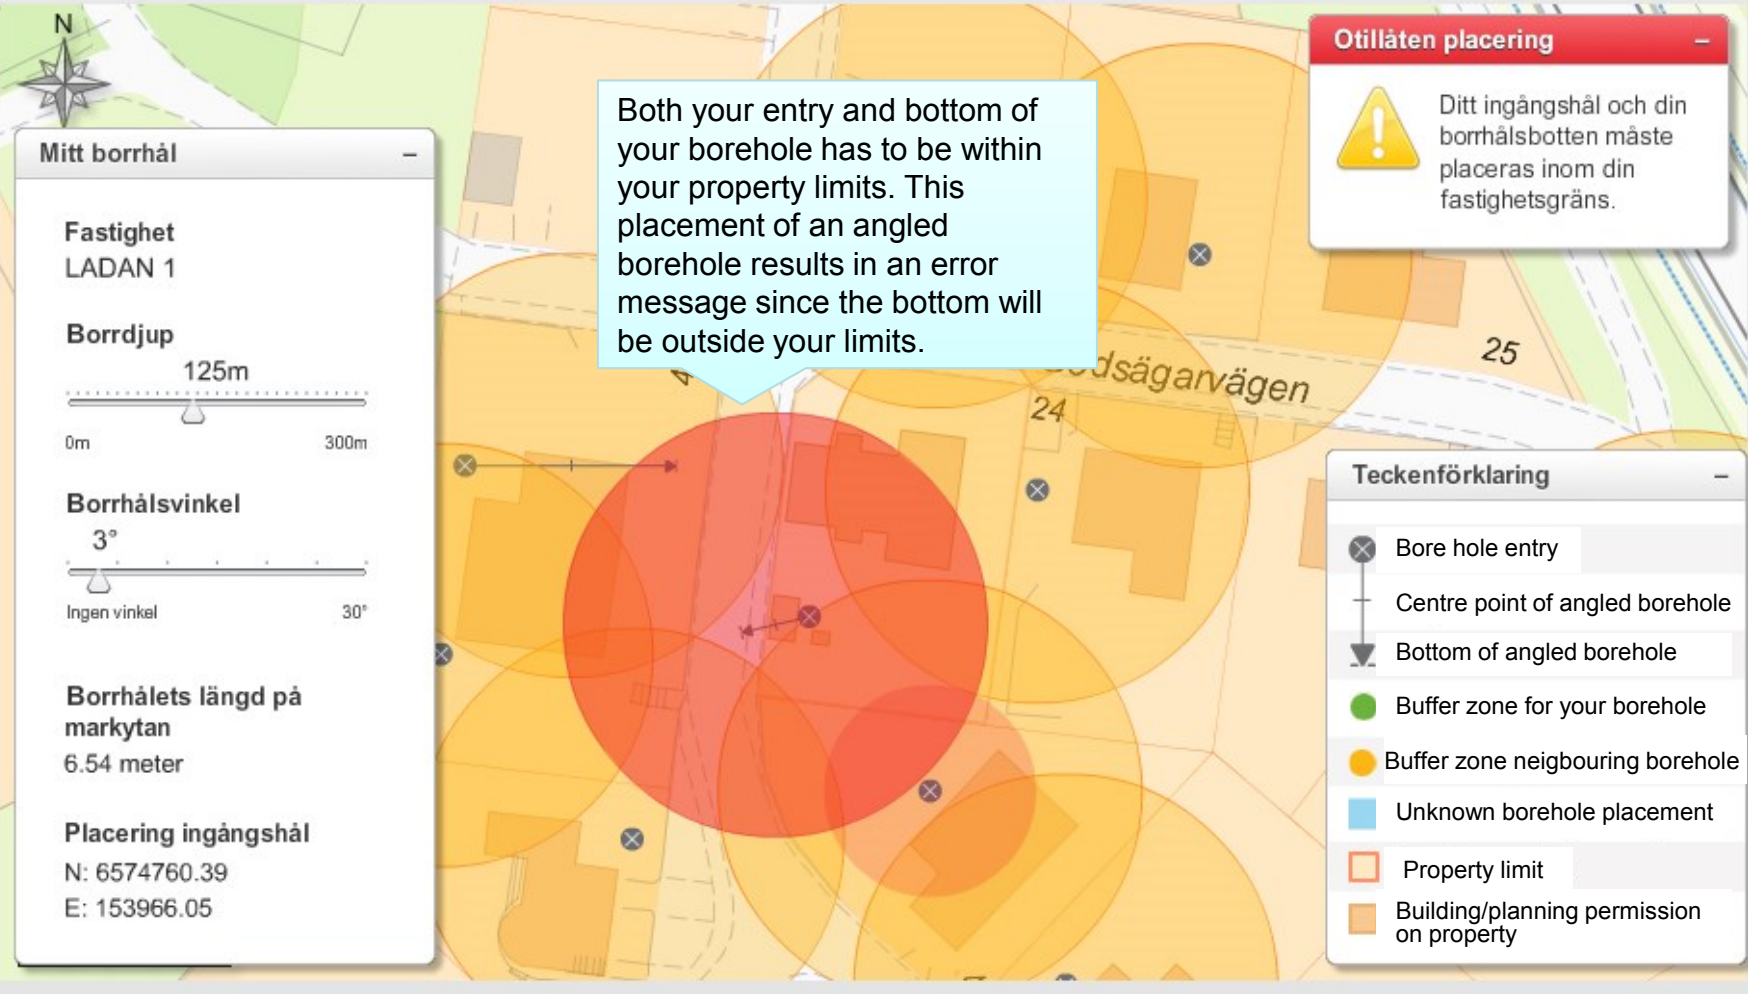 N
Mitt borrhål
–
Fastighet
LADAN 1
Borrdjup
125m
0m
300m
Borrhålsvinkel
3°
Ingen vinkel
30°
Borrhålets längd på
markytan
6.54 meter
Placering ingångshål
N: 6574760.39
E: 153966.05
Both your entry and bottom of
your borehole has to be within
your property limits. This
placement of an angled
borehole results in an error
message since the bottom will
be outside your limits.
dsägarvägen
24
25
Otillåten placering
–
Ditt ingångshål och din
borrhålsbotten måste
placeras inom din
fastighetsgräns.
Teckenförklaring
–
Bore hole entry
Centre point of angled borehole
Bottom of angled borehole
Buffer zone for your borehole
Buffer zone neigbouring borehole
Unknown borehole placement
Property limit
Building/planning permission
on property